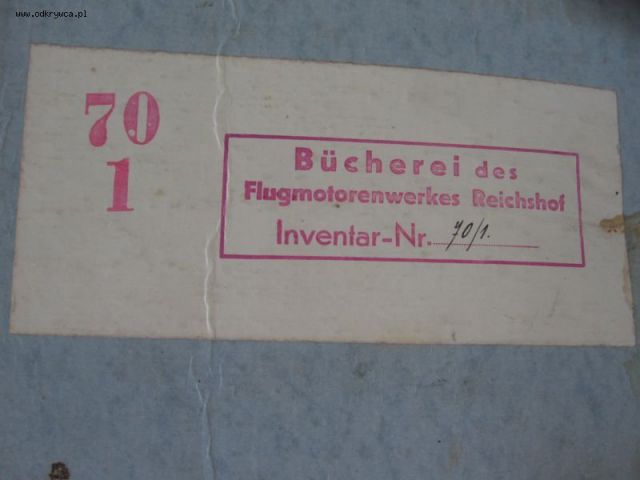 www.odkrywca.pl
70
1
Bücherei des
Flugmotorenwerkes Reichshof
Inventar-Nr. 70/1.